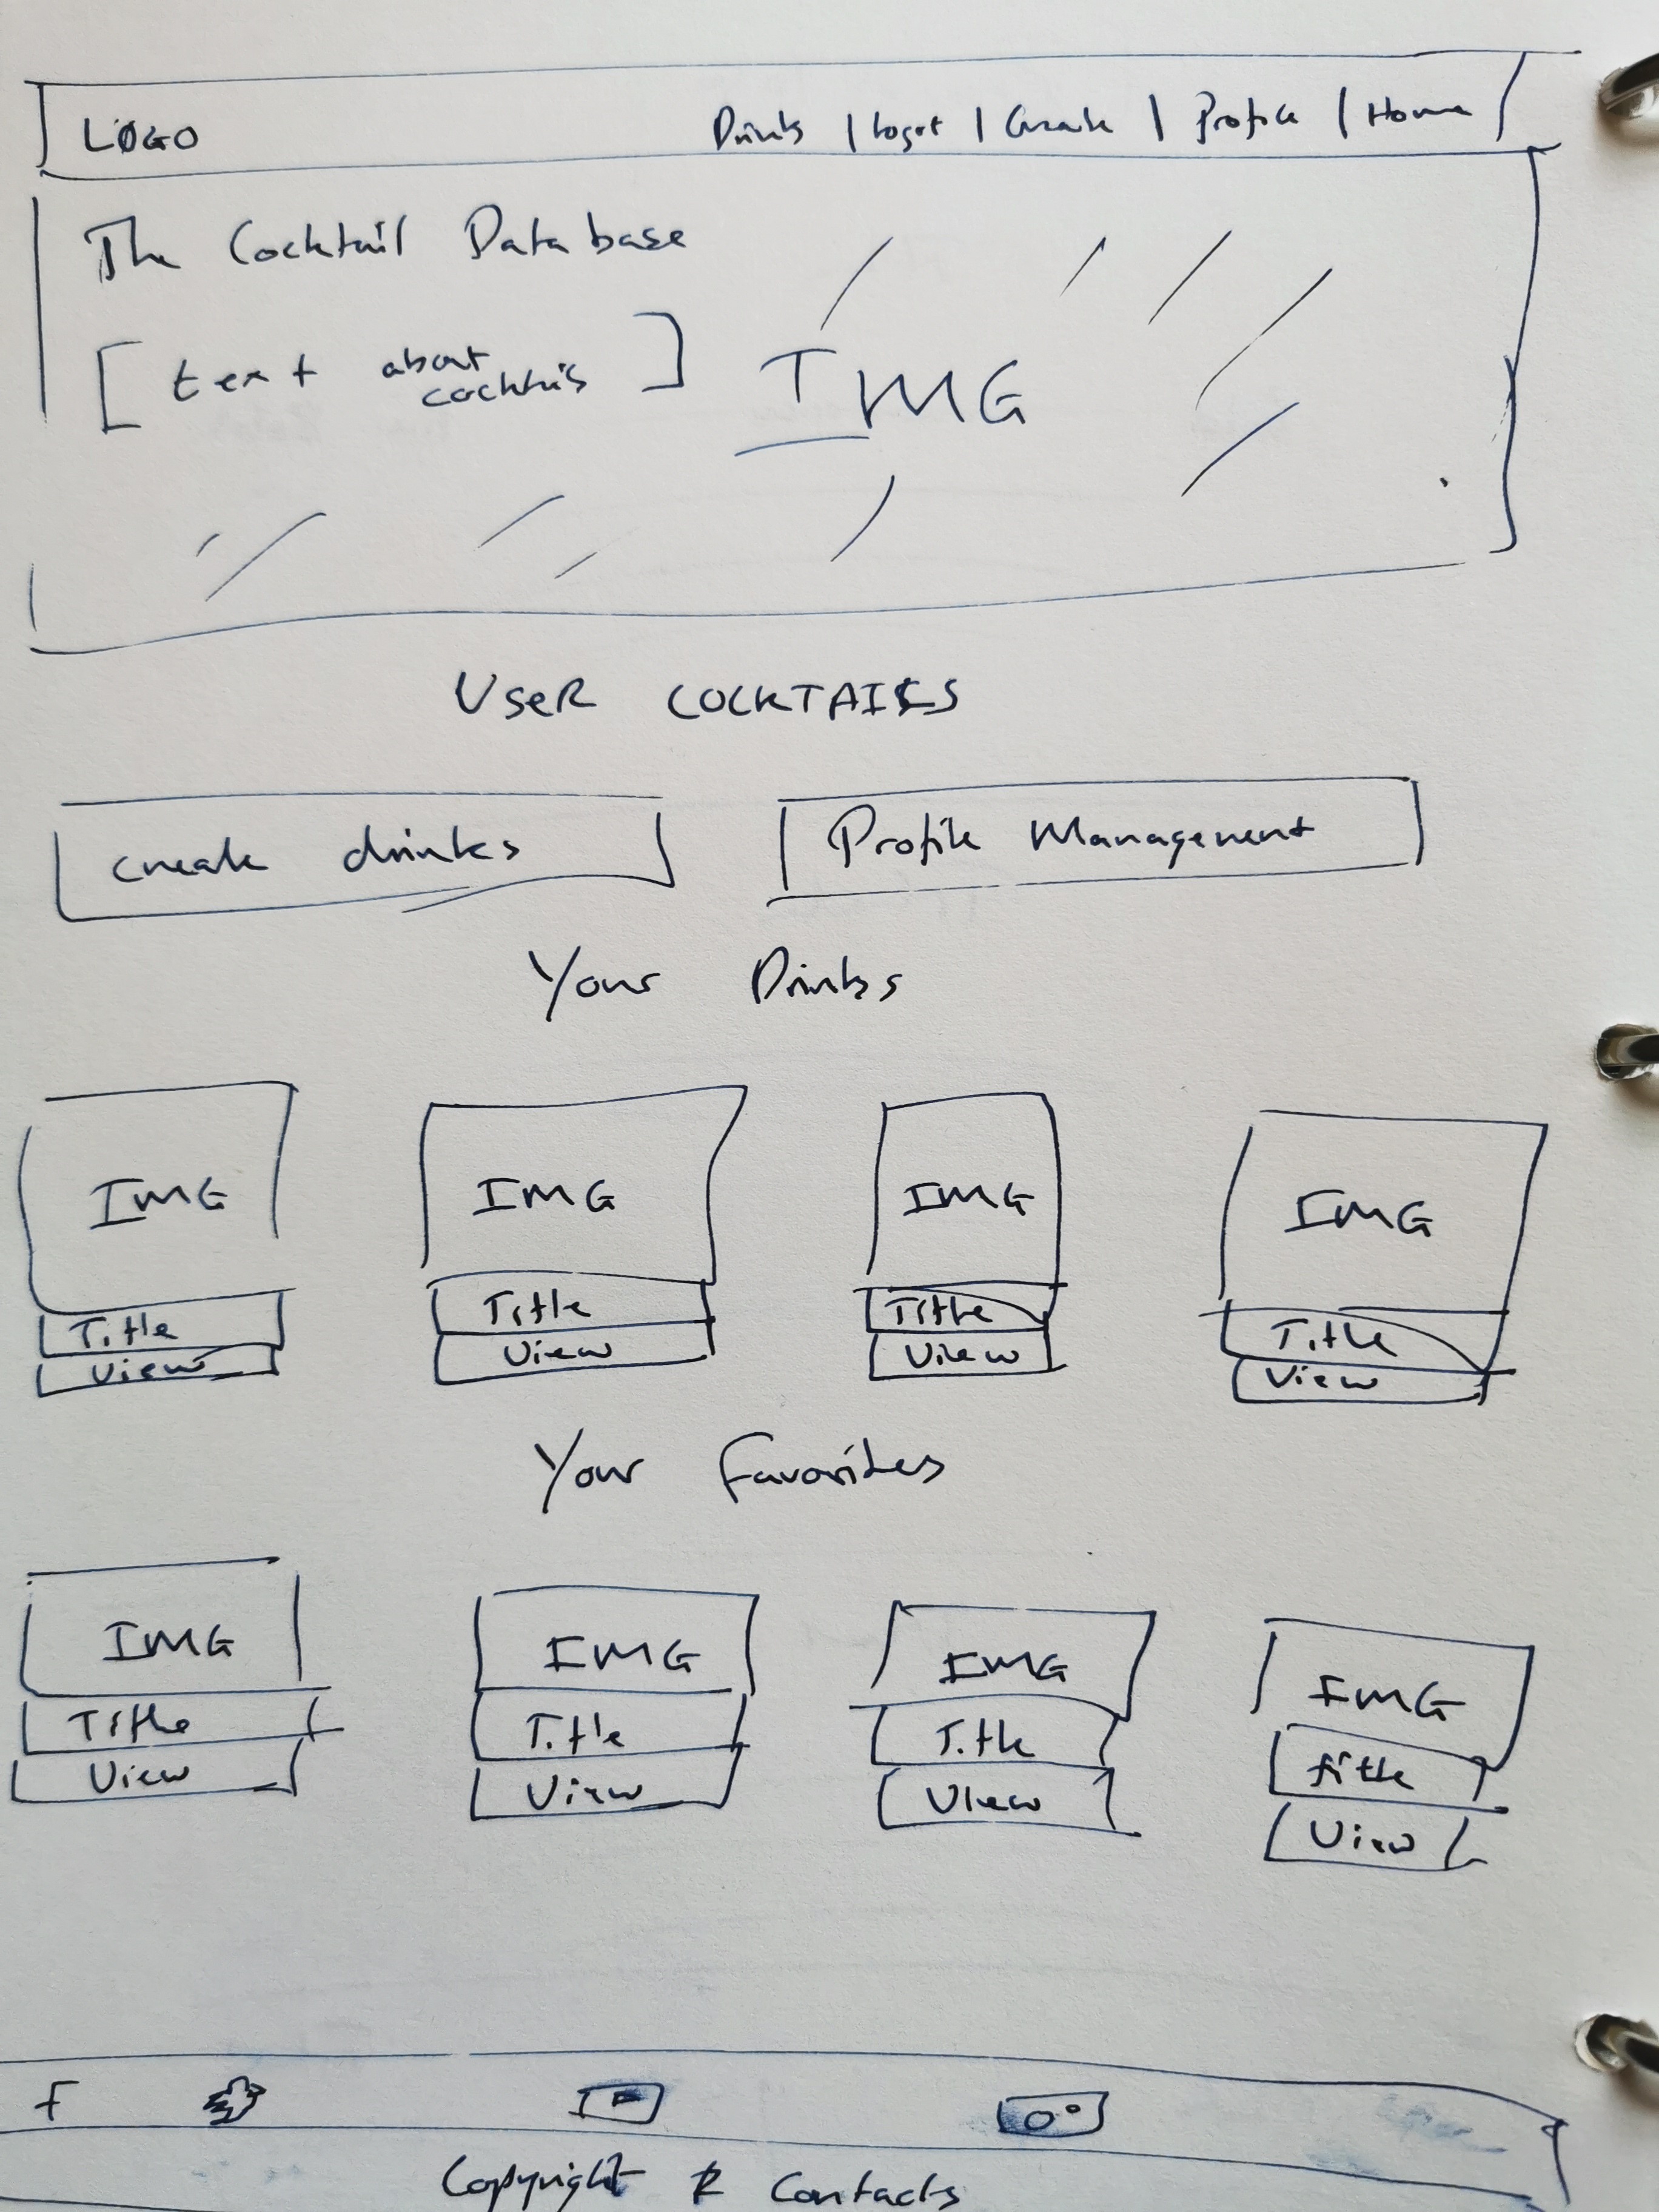 LOGO Drinks | Logout | Create | Profile | Home
The Cocktail Database
[ text about cocktails ]
IMG
USER COCKTAILS
create drinks Profile Management
Your Drinks
IMG IMG IMG IMG
Title Title Title Title
View View View View
Your Favorites
IMG IMG IMG IMG
Title Title Title title
View View View View
f
Copyright & Contacts